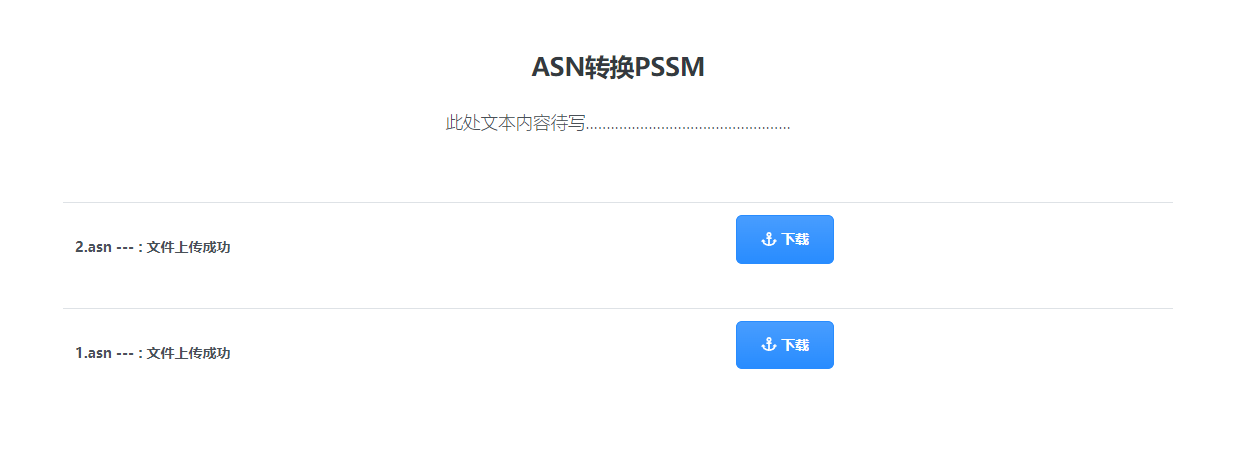 ASN转换PSSM
此处文本内容待写.................................................
2.asn --- : 文件上传成功
下载
1.asn --- : 文件上传成功
下载